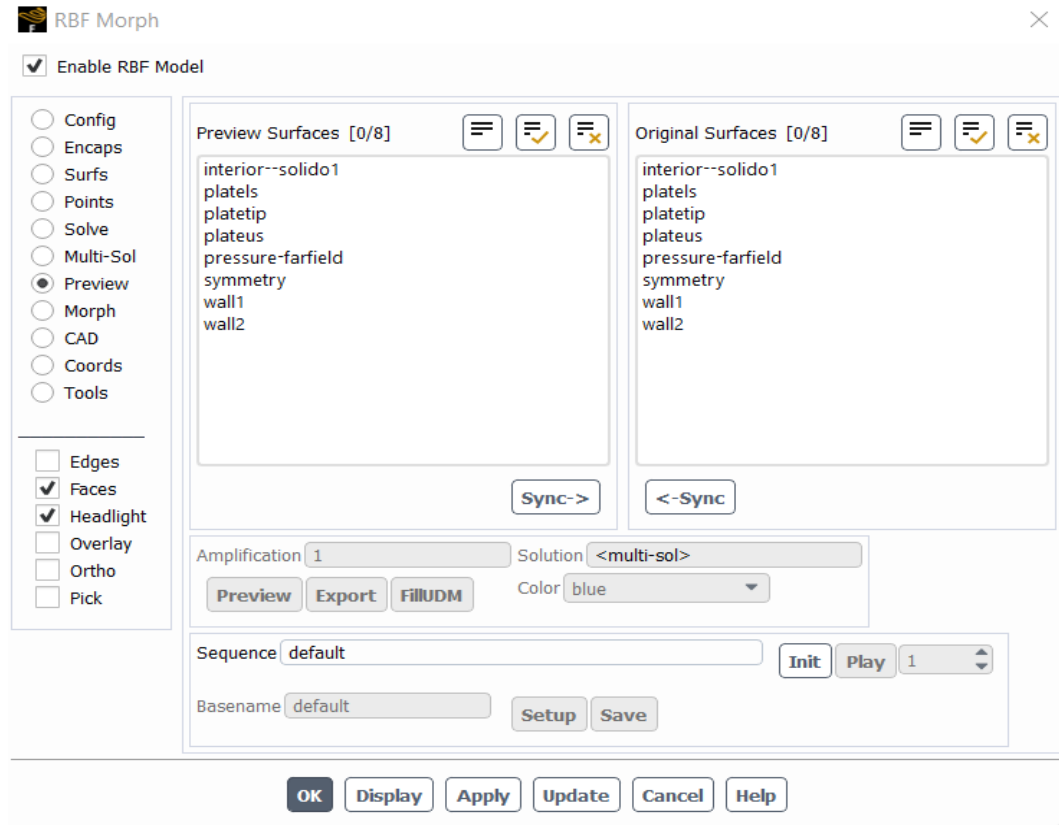 RBF Morph
Enable RBF Model
Config
Encaps
Surfs
Points
Solve
Multi-Sol
Preview
Morph
CAD
Coords
Tools
Edges
Faces
Headlight
Overlay
Ortho
Pick
Preview Surfaces [0/8]
interior--solido1
platels
platetip
plateus
pressure-farfield
symmetry
wall1
wall2
Sync->
Original Surfaces [0/8]
interior--solido1
platels
platetip
plateus
pressure-farfield
symmetry
wall1
wall2
<-Sync
Amplification 1 Solution <multi-sol>
Preview Export FillUDM Color blue
Sequence default Init Play 1
Basename default Setup Save
OK Display Apply Update Cancel Help